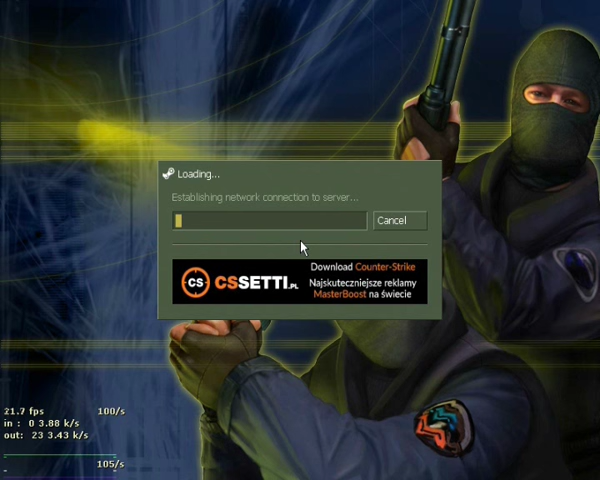 Loading...
Establishing network connection to server...
Cancel
CS CSSETTI.PL
Download Counter-Strike
Najskuteczniejsze reklamy
MasterBoost na świecie
21.7 fps 100/s
in : 0 3.88 k/s
out: 23 3.43 k/s
105/s